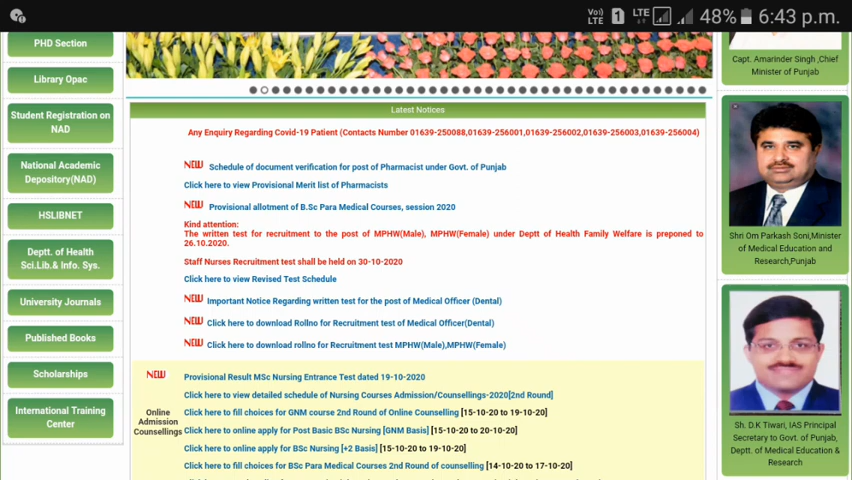 Vo)
LTE
1
LTE
48%
6:43 p.m.
PHD Section
Library Opac
Student Registration on
NAD
National Academic
Depository(NAD)
HSLIBNET
Deptt. of Health
Sci.Lib.& Info. Sys.
University Journals
Published Books
Scholarships
International Training
Center
Latest Notices
Any Enquiry Regarding Covid-19 Patient (Contacts Number 01639-250088,01639-256001,01639-256002,01639-256003,01639-256004)
NEW Schedule of document verification for post of Pharmacist under Govt. of Punjab
Click here to view Provisional Merit list of Pharmacists
NEW Provisional allotment of B.Sc Para Medical Courses, session 2020
Kind attention:
The written test for recruitment to the post of MPHW(Male), MPHW(Female) under Deptt of Health Family Welfare is preponed to
26.10.2020.
Staff Nurses Recruitment test shall be held on 30-10-2020
Click here to view Revised Test Schedule
NEW Important Notice Regarding written test for the post of Medical Officer (Dental)
NEW Click here to download Rollno for Recruitment test of Medical Officer(Dental)
NEW Click here to download rollno for Recruitment test MPHW(Male),MPHW(Female)
NEW
Online
Admission
Counsellings
Provisional Result MSc Nursing Entrance Test dated 19-10-2020
Click here to view detailed schedule of Nursing Courses Admission/Counsellings-2020[2nd Round]
Click here to fill choices for GNM course 2nd Round of Online Counselling [15-10-20 to 19-10-20]
Click here to online apply for Post Basic BSc Nursing [GNM Basis] [15-10-20 to 20-10-20]
Click here to online apply for BSc Nursing [+2 Basis] [15-10-20 to 19-10-20]
Click here to fill choices for BSc Para Medical Courses 2nd Round of counselling [14-10-20 to 17-10-20]
Capt. Amarinder Singh ,Chief
Minister of Punjab
Shri Om Parkash Soni,Minister
of Medical Education and
Research,Punjab
Sh. D.K Tiwari, IAS Principal
Secretary to Govt. of Punjab,
Deptt. of Medical Education &
Research